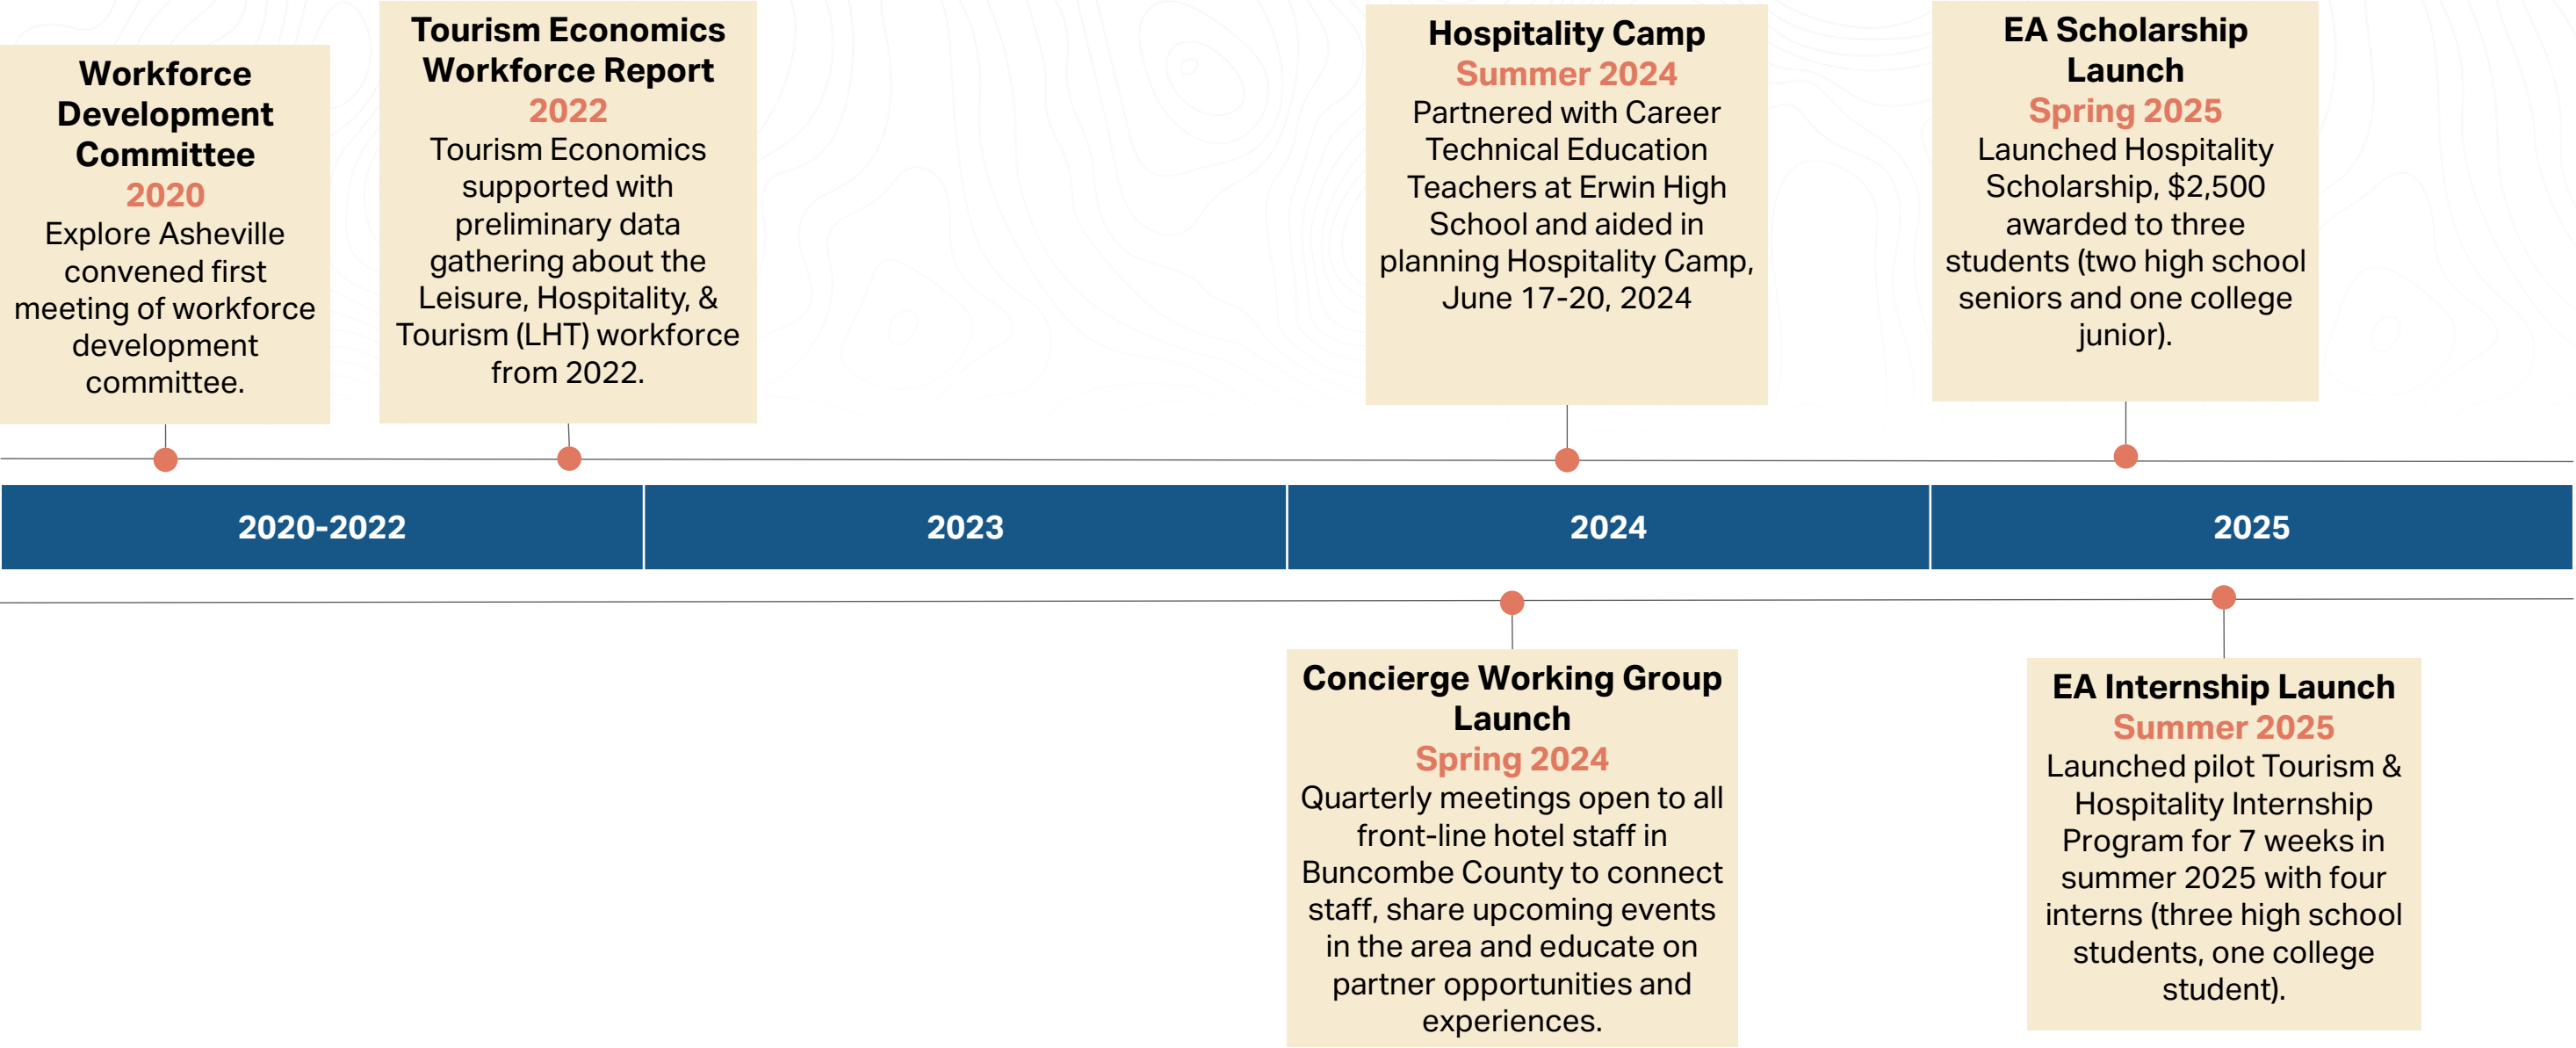 Workforce
Development
Committee
2020
Explore Asheville
convened first
meeting of workforce
development
committee.
Tourism Economics
Workforce Report
2022
Tourism Economics
supported with
preliminary data
gathering about the
Leisure, Hospitality, &
Tourism (LHT) workforce
from 2022.
Hospitality Camp
Summer 2024
Partnered with Career
Technical Education
Teachers at Erwin High
School and aided in
planning Hospitality Camp,
June 17-20, 2024
EA Scholarship
Launch
Spring 2025
Launched Hospitality
Scholarship, $2,500
awarded to three
students (two high school
seniors and one college
junior).
2020-2022
2023
2024
2025
Concierge Working Group
Launch
Spring 2024
Quarterly meetings open to all
front-line hotel staff in
Buncombe County to connect
staff, share upcoming events
in the area and educate on
partner opportunities and
experiences.
EA Internship Launch
Summer 2025
Launched pilot Tourism &
Hospitality Internship
Program for 7 weeks in
summer 2025 with four
interns (three high school
students, one college
student).